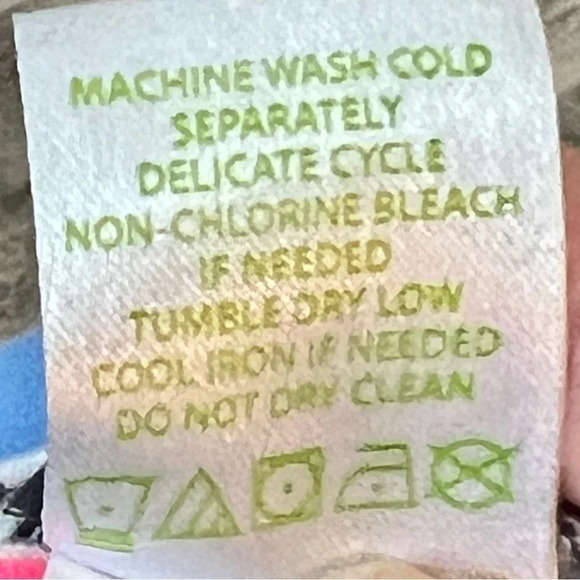 MACHINE WASH COLD
SEPARATELY
DELICATE CYCLE
NON-CHLORINE BLEACH
IF NEEDED
TUMBLE DRY LOW
COOL IRON IF NEEDED
DO NOT DRY CLEAN